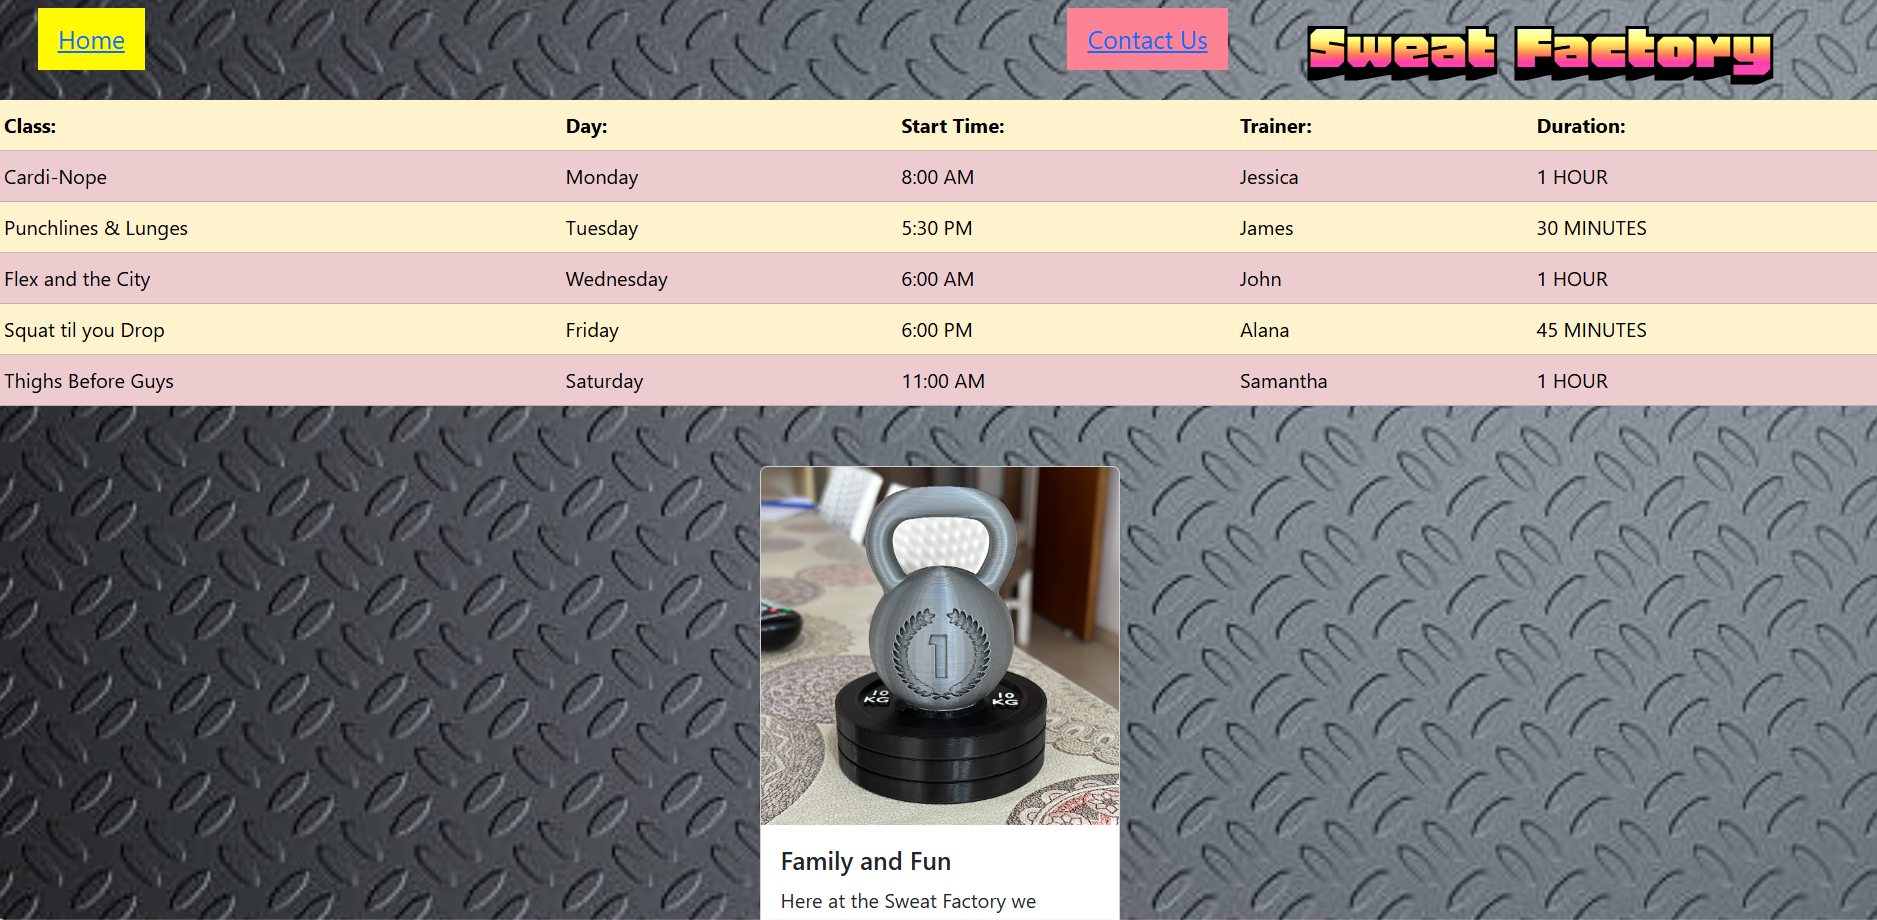 Home Contact Us Sweat Factory
Class: Day: Start Time: Trainer: Duration:
Cardi-Nope Monday 8:00 AM Jessica 1 HOUR
Punchlines & Lunges Tuesday 5:30 PM James 30 MINUTES
Flex and the City Wednesday 6:00 AM John 1 HOUR
Squat til you Drop Friday 6:00 PM Alana 45 MINUTES
Thighs Before Guys Saturday 11:00 AM Samantha 1 HOUR
1
10 10
KG KG
Family and Fun
Here at the Sweat Factory we